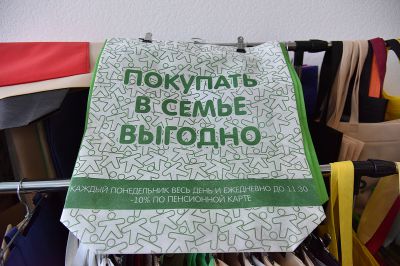 ПОКУПАТЬ
В СЕМЬЕ
ВЫГОДНО
КАЖДЫЙ ПОНЕДЕЛЬНИК ВЕСЬ ДЕНЬ И ЕЖЕДНЕВНО ДО 11:30
-10% ПО ПЕНСИОННОЙ КАРТЕ